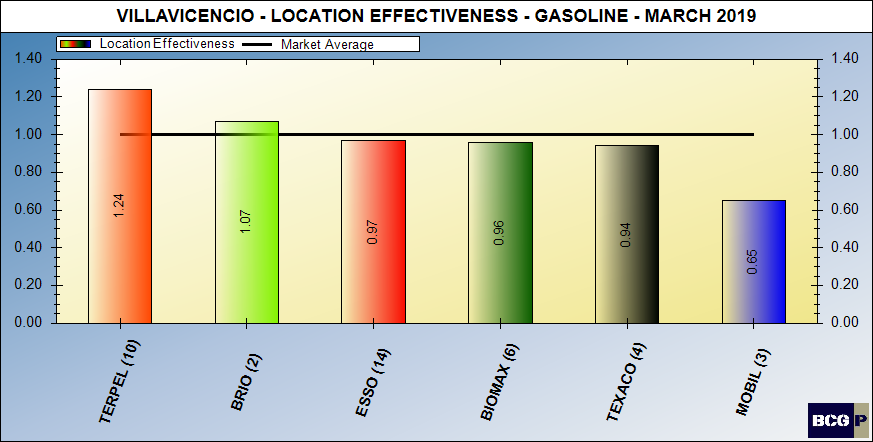 VILLAVICENCIO - LOCATION EFFECTIVENESS - GASOLINE - MARCH 2019
Location Effectiveness Market Average
1.40 1.40
1.20 1.20
1.00 1.00
0.80 0.80
0.60 0.60
0.40 0.40
0.20 0.20
0.00 0.00
1.24
1.07
0.97
0.96
0.94
0.65
TERPEL (10)
BRIO (2)
ESSO (14)
BIOMAX (6)
TEXACO (4)
MOBIL (3)
BCG P